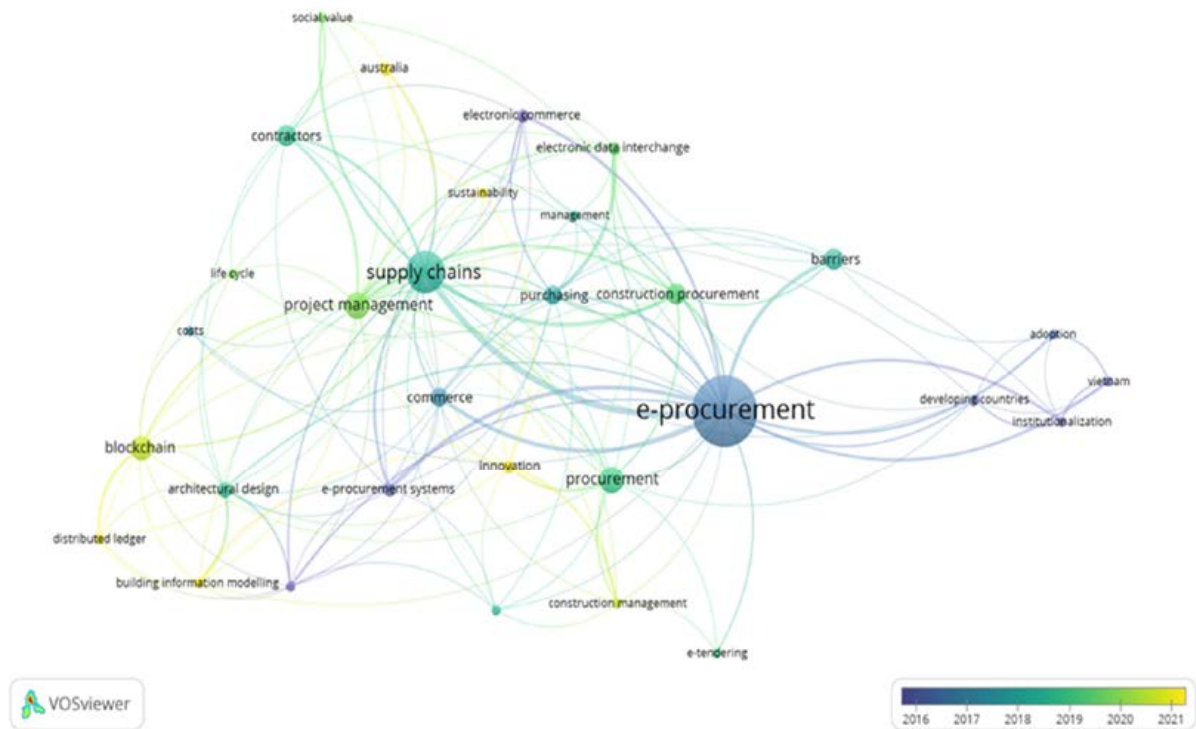 social value
australia
electronic commerce
contractors
electronic data interchange
sustainability
management
barriers
supply chains
life cycle
purchasing
construction procurement
project management
costs
adoption
vietnam
commerce
developing countries
e-procurement
institutionalization
blockchain
innovation
procurement
architectural design
e-procurement systems
distributed ledger
building information modelling
construction management
e-tendering
VOSviewer
2016 2017 2018 2019 2020 2021